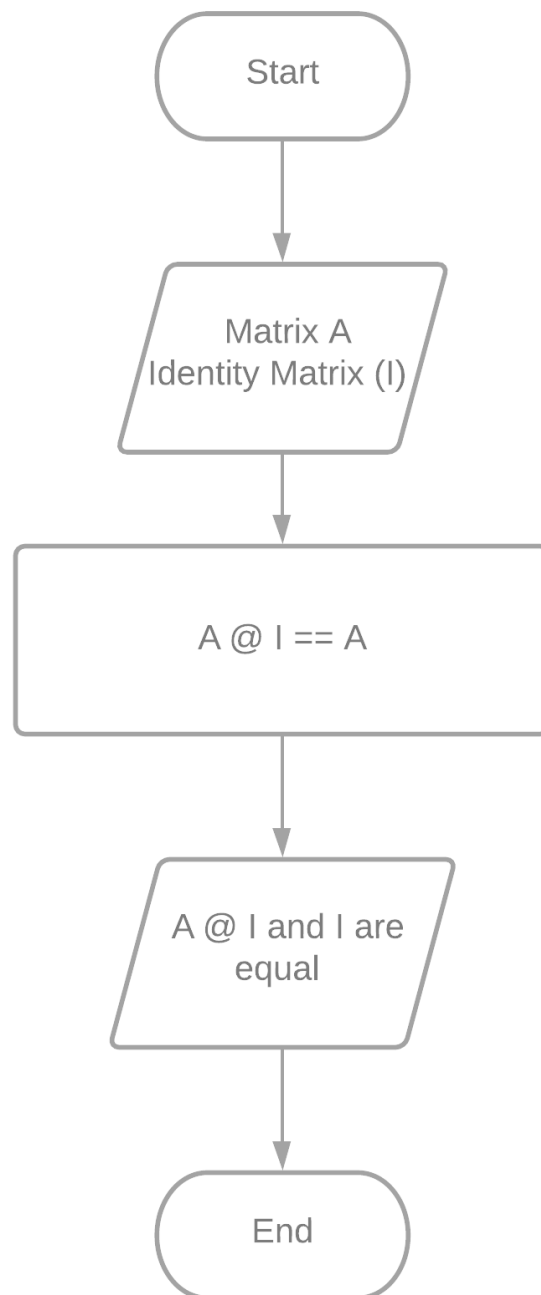 Start
Matrix A
Identity Matrix (I)
A @ I == A
A @ I and I are
equal
End